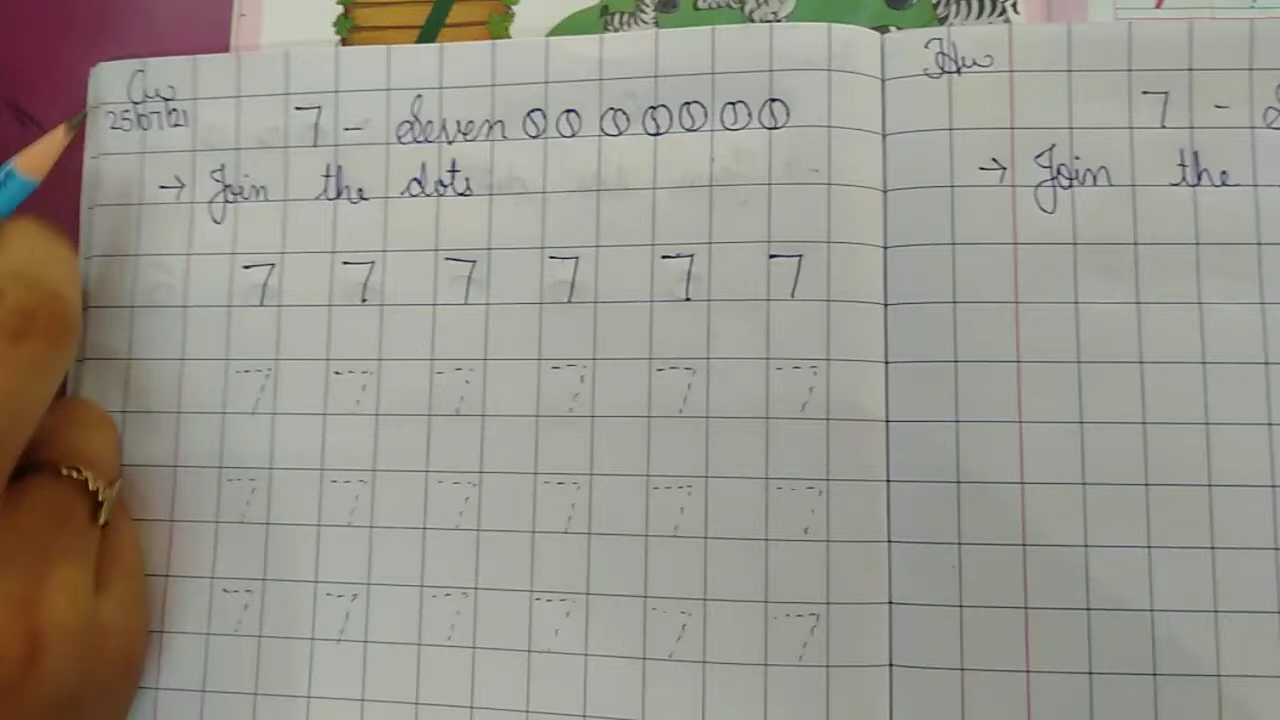 Cw
25/07/21
7 - Seven
→ Join the dots
7 7 7 7 7 7
7 7 7 7 7 7
7 7 7 7 7 7
7 7 7 7 7 7
Hw
7 -
→ Join the